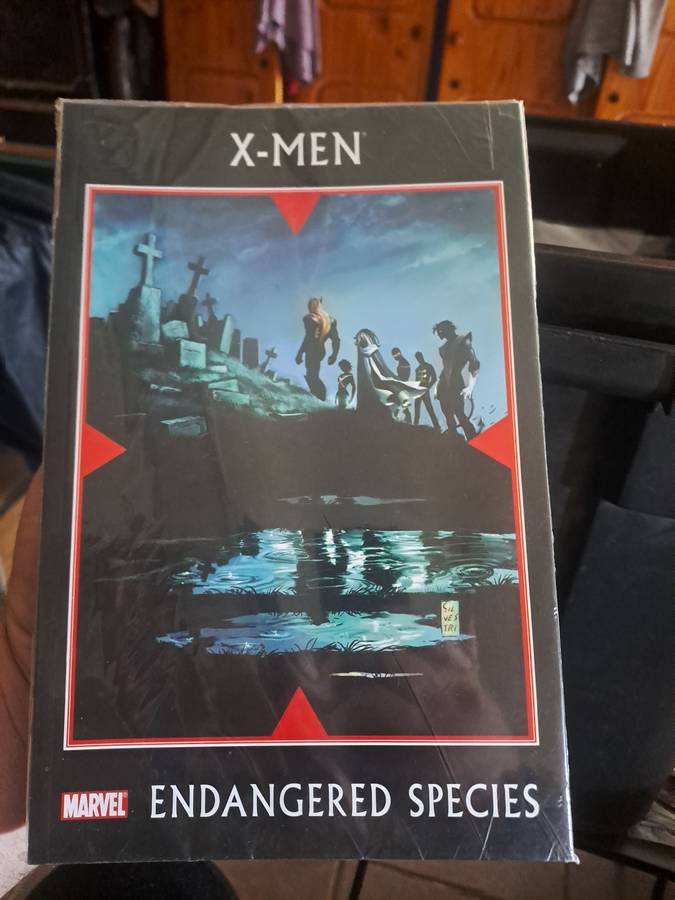 X-MEN
SIL
VES
TRI
MARVEL
ENDANGERED SPECIES